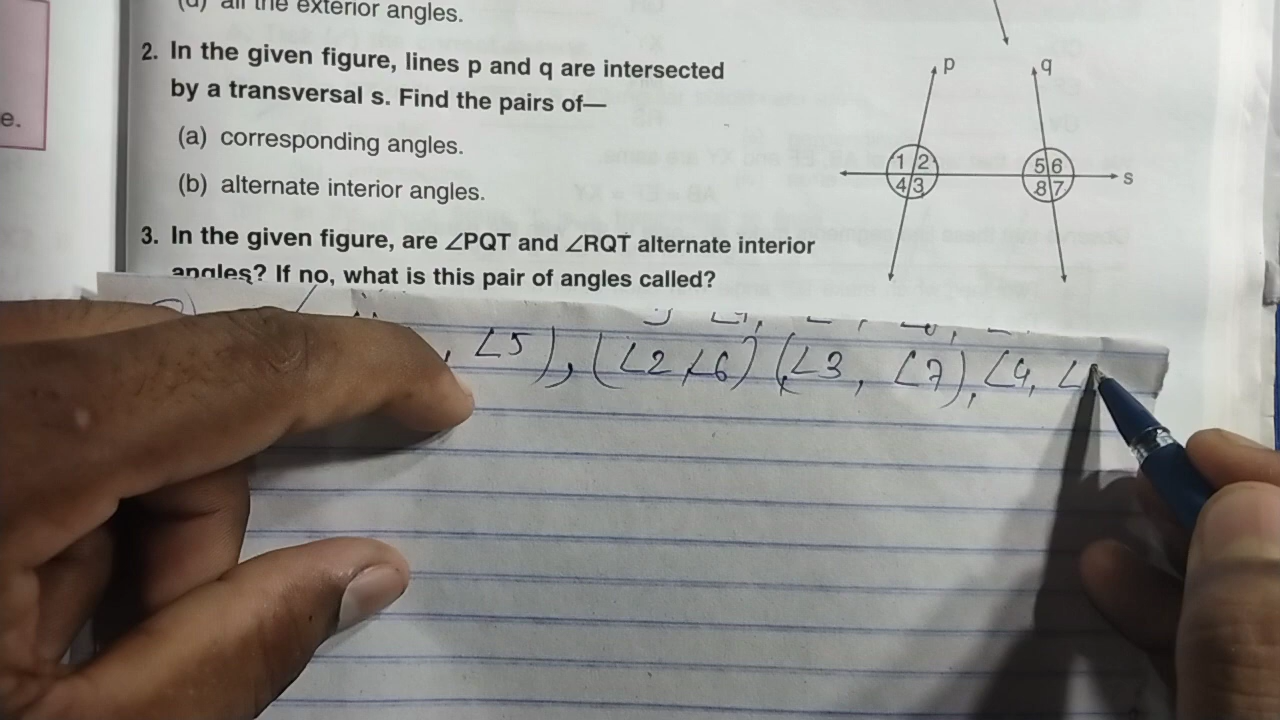 all the exterior angles.
2. In the given figure, lines p and q are intersected
by a transversal s. Find the pairs of—
(a) corresponding angles.
(b) alternate interior angles.
3. In the given figure, are ∠PQT and ∠RQT alternate interior
angles? If no, what is this pair of angles called?
e.
p q
1 2 5 6
s
4 3 8 7
, ∠5), (∠2, ∠6) (∠3, ∠7), ∠4, ∠